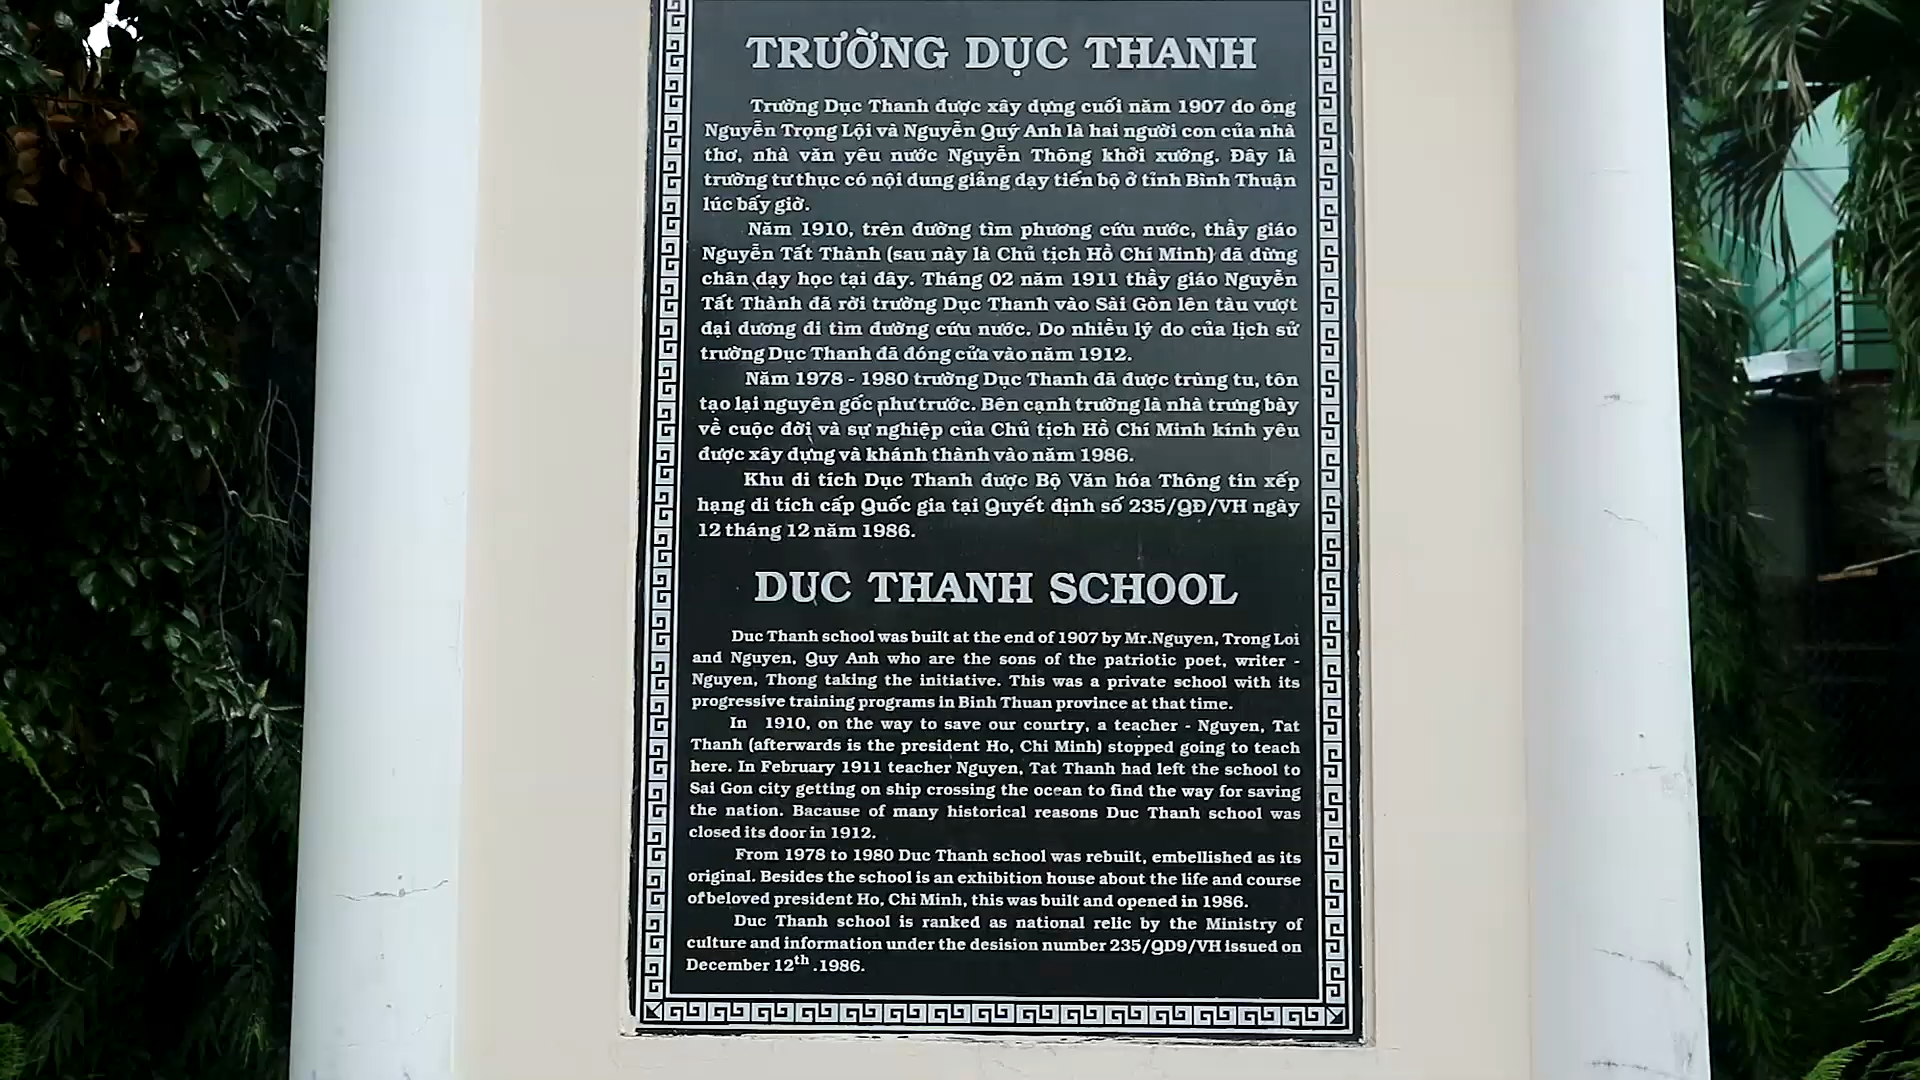 TRƯỜNG DỤC THANH
Trường Dục Thanh được xây dựng cuối năm 1907 do ông
Nguyễn Trọng Lội và Nguyễn Quý Anh là hai người con của nhà
thơ, nhà văn yêu nước Nguyễn Thông khởi xướng. Đây là
trường tư thục có nội dung giảng dạy tiến bộ ở tỉnh Bình Thuận
lúc bấy giờ.
Năm 1910, trên đường tìm phương cứu nước, thầy giáo
Nguyễn Tất Thành (sau này là Chủ tịch Hồ Chí Minh) đã dừng
chân dạy học tại đây. Tháng 02 năm 1911 thầy giáo Nguyễn
Tất Thành đã rời trường Dục Thanh vào Sài Gòn lên tàu vượt
đại dương đi tìm đường cứu nước. Do nhiều lý do của lịch sử
trường Dục Thanh đã đóng cửa vào năm 1912.
Năm 1978 - 1980 trường Dục Thanh đã được trùng tu, tôn
tạo lại nguyên gốc như trước. Bên cạnh trường là nhà trưng bày
về cuộc đời và sự nghiệp của Chủ tịch Hồ Chí Minh kính yêu
được xây dựng và khánh thành vào năm 1986.
Khu di tích Dục Thanh được Bộ Văn hóa Thông tin xếp
hạng di tích cấp Quốc gia tại Quyết định số 235/QĐ/VH ngày
12 tháng 12 năm 1986.
DUC THANH SCHOOL
Duc Thanh school was built at the end of 1907 by Mr.Nguyen, Trong Loi
and Nguyen, Quy Anh who are the sons of the patriotic poet, writer -
Nguyen, Thong taking the initiative. This was a private school with its
progressive training programs in Binh Thuan province at that time.
In 1910, on the way to save our courtry, a teacher - Nguyen, Tat
Thanh (afterwards is the president Ho, Chi Minh) stopped going to teach
here. In February 1911 teacher Nguyen, Tat Thanh had left the school to
Sai Gon city getting on ship crossing the ocean to find the way for saving
the nation. Bacause of many historical reasons Duc Thanh school was
closed its door in 1912.
From 1978 to 1980 Duc Thanh school was rebuilt, embellished as its
original. Besides the school is an exhibition house about the life and course
of beloved president Ho, Chi Minh, this was built and opened in 1986.
Duc Thanh school is ranked as national relic by the Ministry of
culture and information under the desision number 235/QD9/VH issued on
December 12th .1986.